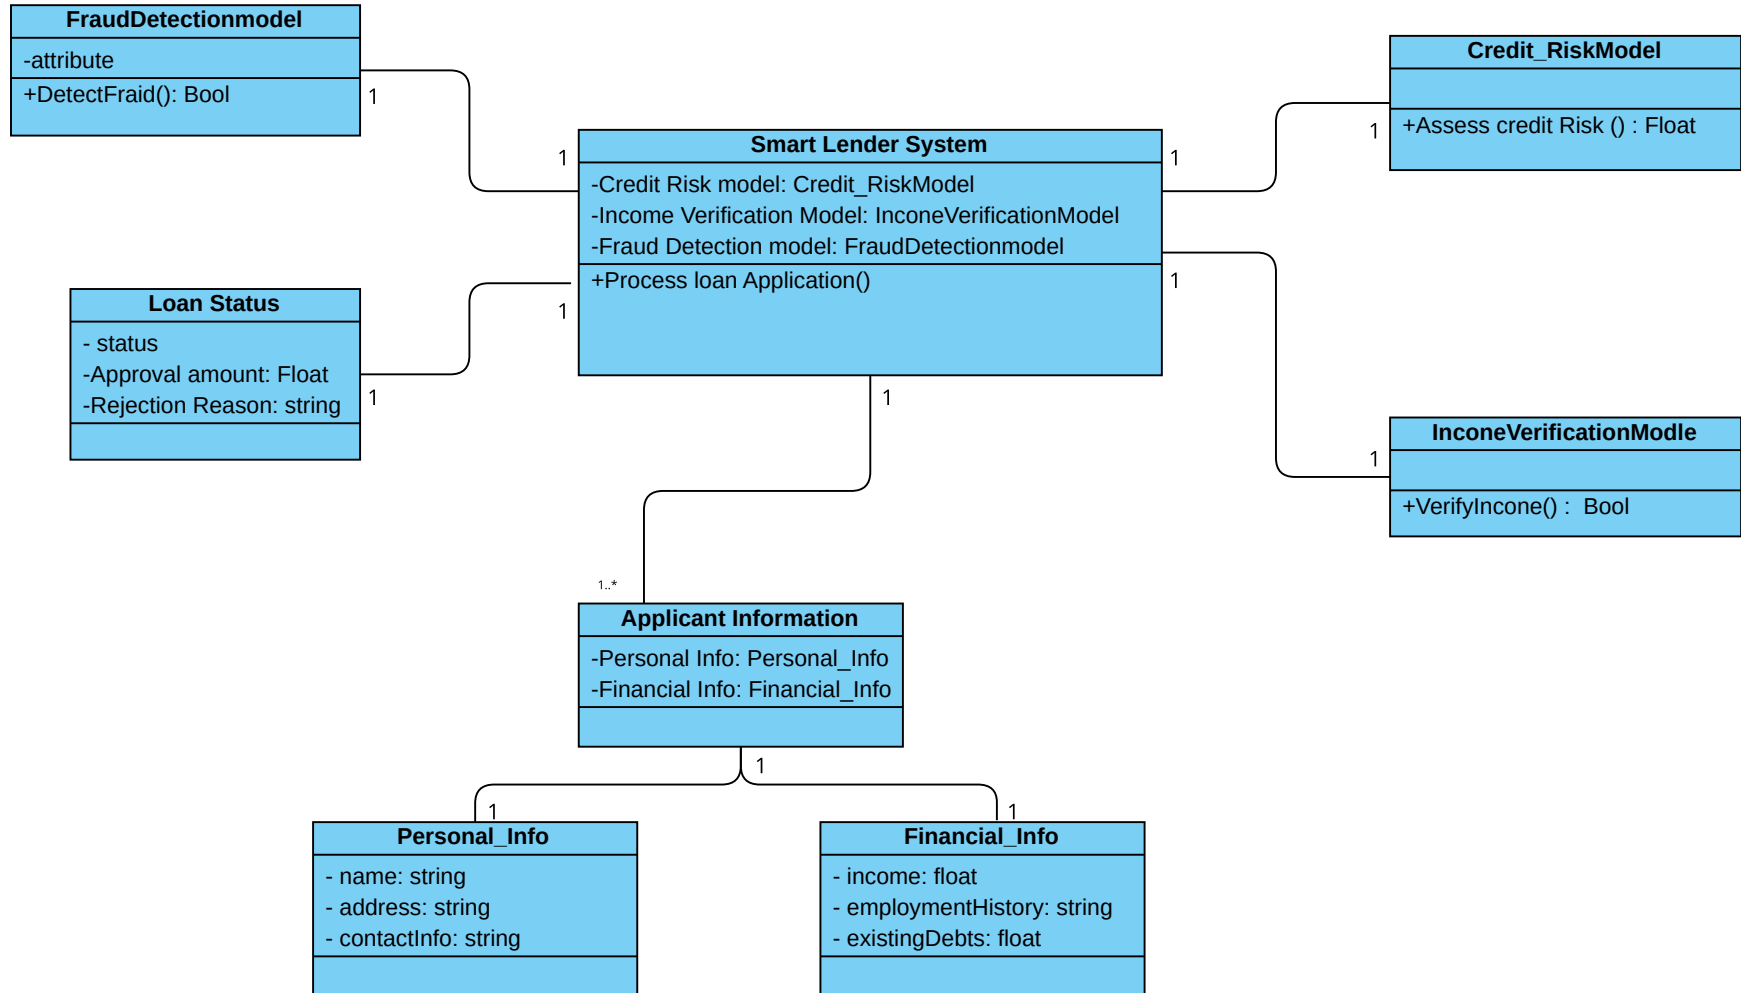 FraudDetectionmodel
-attribute
+DetectFraid(): Bool
1
1
Credit_RiskModel
+Assess credit Risk () : Float
1
1
Smart Lender System
-Credit Risk model: Credit_RiskModel
-Income Verification Model: InconeVerificationModel
-Fraud Detection model: FraudDetectionmodel
+Process loan Application()
1
1
1
Loan Status
- status
-Approval amount: Float
-Rejection Reason: string
1
InconeVerificationModle
+VerifyIncone() :  Bool
1
1..*
Applicant Information
-Personal Info: Personal_Info
-Financial Info: Financial_Info
1
1
1
Personal_Info
- name: string
- address: string
- contactInfo: string
Financial_Info
- income: float
- employmentHistory: string
- existingDebts: float